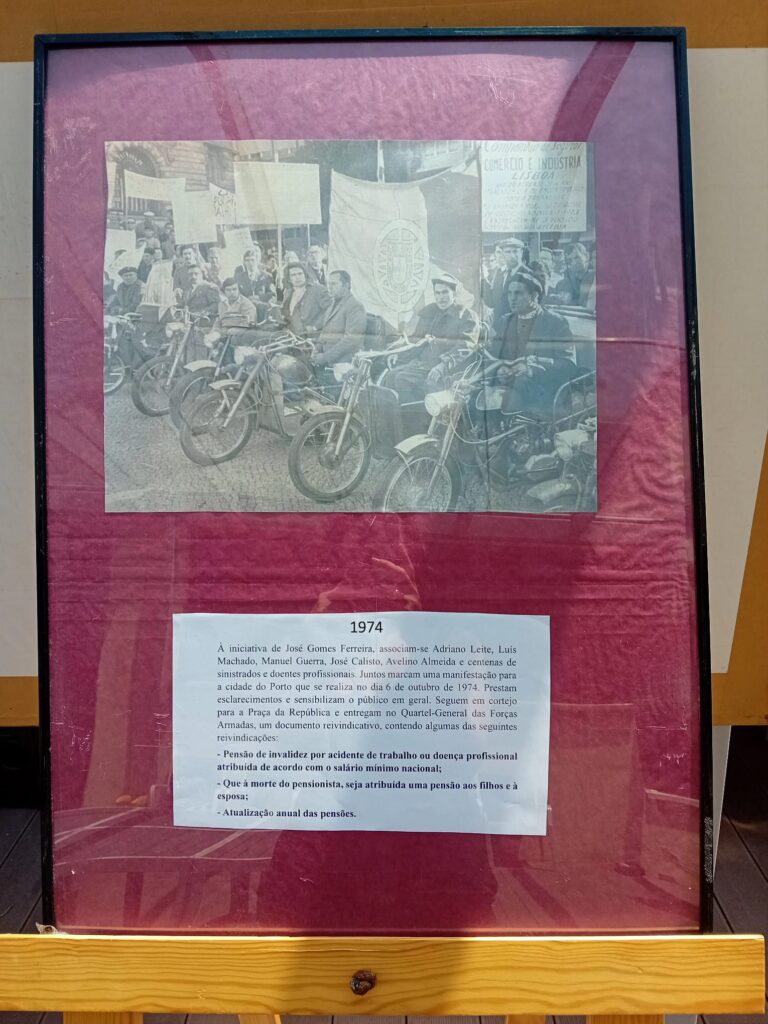 Companhia de Seguros
COMERCIO E INDUSTRIA
LISBOA
1974
À iniciativa de José Gomes Ferreira, associam-se Adriano Leite, Luís
Machado, Manuel Guerra, José Calisto, Avelino Almeida e centenas de
sinistrados e doentes profissionais. Juntos marcam uma manifestação para
a cidade do Porto que se realiza no dia 6 de outubro de 1974. Prestam
esclarecimentos e sensibilizam o público em geral. Seguem em cortejo
para a Praça da República e entregam no Quartel-General das Forças
Armadas, um documento reivindicativo, contendo algumas das seguintes
reivindicações:
- Pensão de invalidez por acidente de trabalho ou doença profissional
atribuída de acordo com o salário mínimo nacional;
- Que à morte do pensionista, seja atribuída uma pensão aos filhos e à
esposa;
- Atualização anual das pensões.